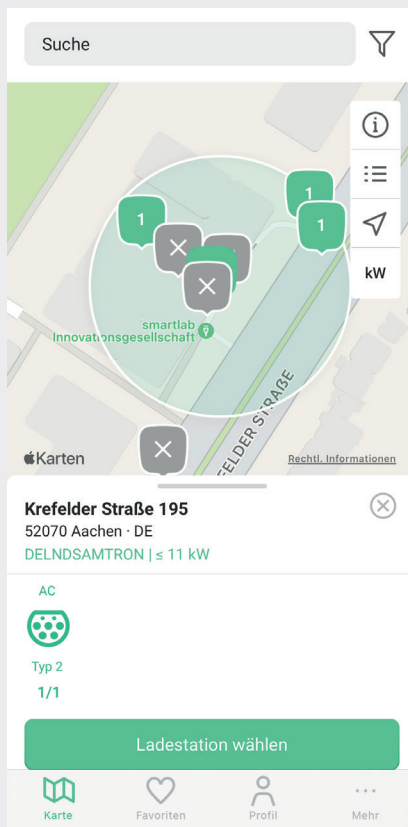 Suche
1
1
1
kW
smartlab
Innovationsgesellschaft
FELDER STRAßE
Karten
Rechtl. Informationen
Krefelder Straße 195
52070 Aachen · DE
DELNDSAMTRON | ≤ 11 kW
AC
Typ 2
1/1
Ladestation wählen
Karte
Favoriten
Profil
Mehr